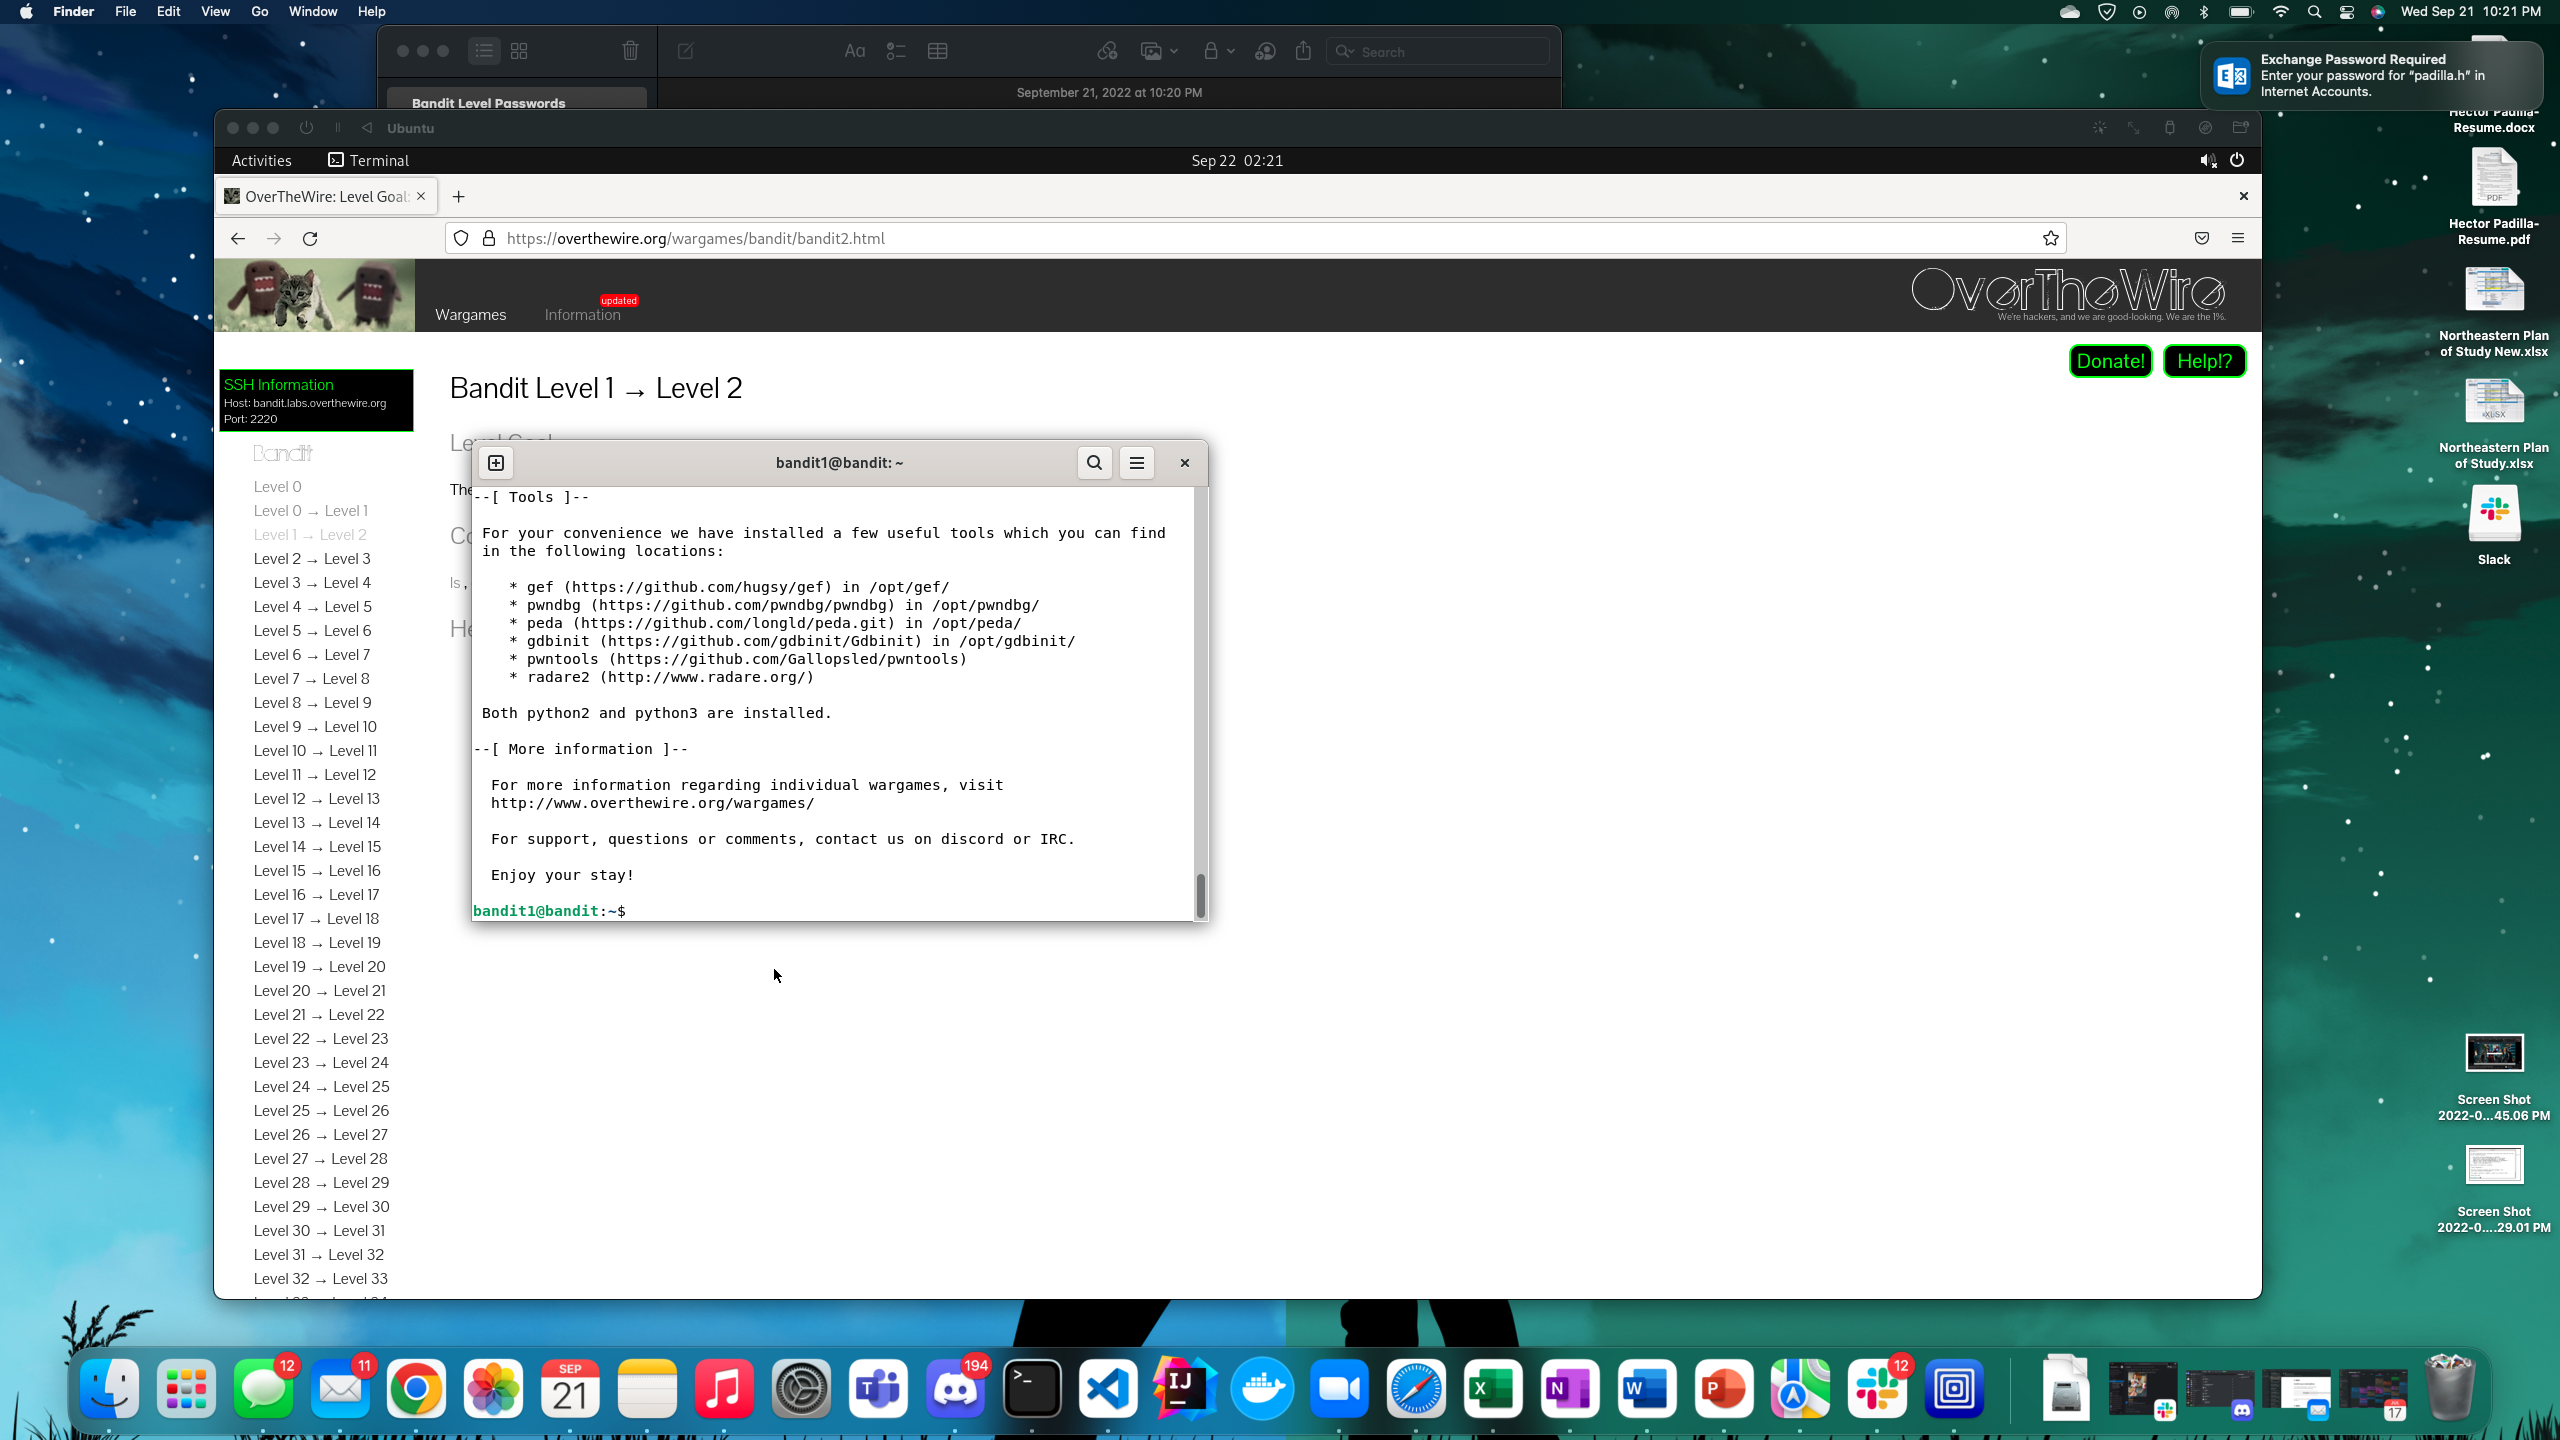 Finder File Edit View Go Window Help
Wed Sep 21 10:21 PM
Aa
Search
Bandit Level Passwords
September 21, 2022 at 10:20 PM
Exchange Password Required
Enter your password for “padilla.h” in
Internet Accounts.
Ubuntu
Activities
Terminal
Sep 22 02:21
OverTheWire: Level Goal:
https://overthewire.org/wargames/bandit/bandit2.html
Wargames
Information
updated
OverTheWire
We're hackers, and we are good-looking. We are the 1%.
Donate!
Help!?
SSH Information
Host: bandit.labs.overthewire.org
Port: 2220
Bandit
Level 0
Level 0 → Level 1
Level 1 → Level 2
Level 2 → Level 3
Level 3 → Level 4
Level 4 → Level 5
Level 5 → Level 6
Level 6 → Level 7
Level 7 → Level 8
Level 8 → Level 9
Level 9 → Level 10
Level 10 → Level 11
Level 11 → Level 12
Level 12 → Level 13
Level 13 → Level 14
Level 14 → Level 15
Level 15 → Level 16
Level 16 → Level 17
Level 17 → Level 18
Level 18 → Level 19
Level 19 → Level 20
Level 20 → Level 21
Level 21 → Level 22
Level 22 → Level 23
Level 23 → Level 24
Level 24 → Level 25
Level 25 → Level 26
Level 26 → Level 27
Level 27 → Level 28
Level 28 → Level 29
Level 29 → Level 30
Level 30 → Level 31
Level 31 → Level 32
Level 32 → Level 33
Bandit Level 1 → Level 2
Level Goal
The
Co
ls,
He
bandit1@bandit: ~
--[ Tools ]--
For your convenience we have installed a few useful tools which you can find
in the following locations:
* gef (https://github.com/hugsy/gef) in /opt/gef/
* pwndbg (https://github.com/pwndbg/pwndbg) in /opt/pwndbg/
* peda (https://github.com/longld/peda.git) in /opt/peda/
* gdbinit (https://github.com/gdbinit/Gdbinit) in /opt/gdbinit/
* pwntools (https://github.com/Gallopsled/pwntools)
* radare2 (http://www.radare.org/)
Both python2 and python3 are installed.
--[ More information ]--
For more information regarding individual wargames, visit
http://www.overthewire.org/wargames/
For support, questions or comments, contact us on discord or IRC.
Enjoy your stay!
bandit1@bandit:~$
Hector Padilla-
Resume.docx
PDF
Hector Padilla-
Resume.pdf
Northeastern Plan
of Study New.xlsx
XLSX
Northeastern Plan
of Study.xlsx
Slack
Screen Shot
2022-0...45.06 PM
Screen Shot
2022-0....29.01 PM
12
11
SEP
21
194
>_
IJ
X
N
W
P
12
17